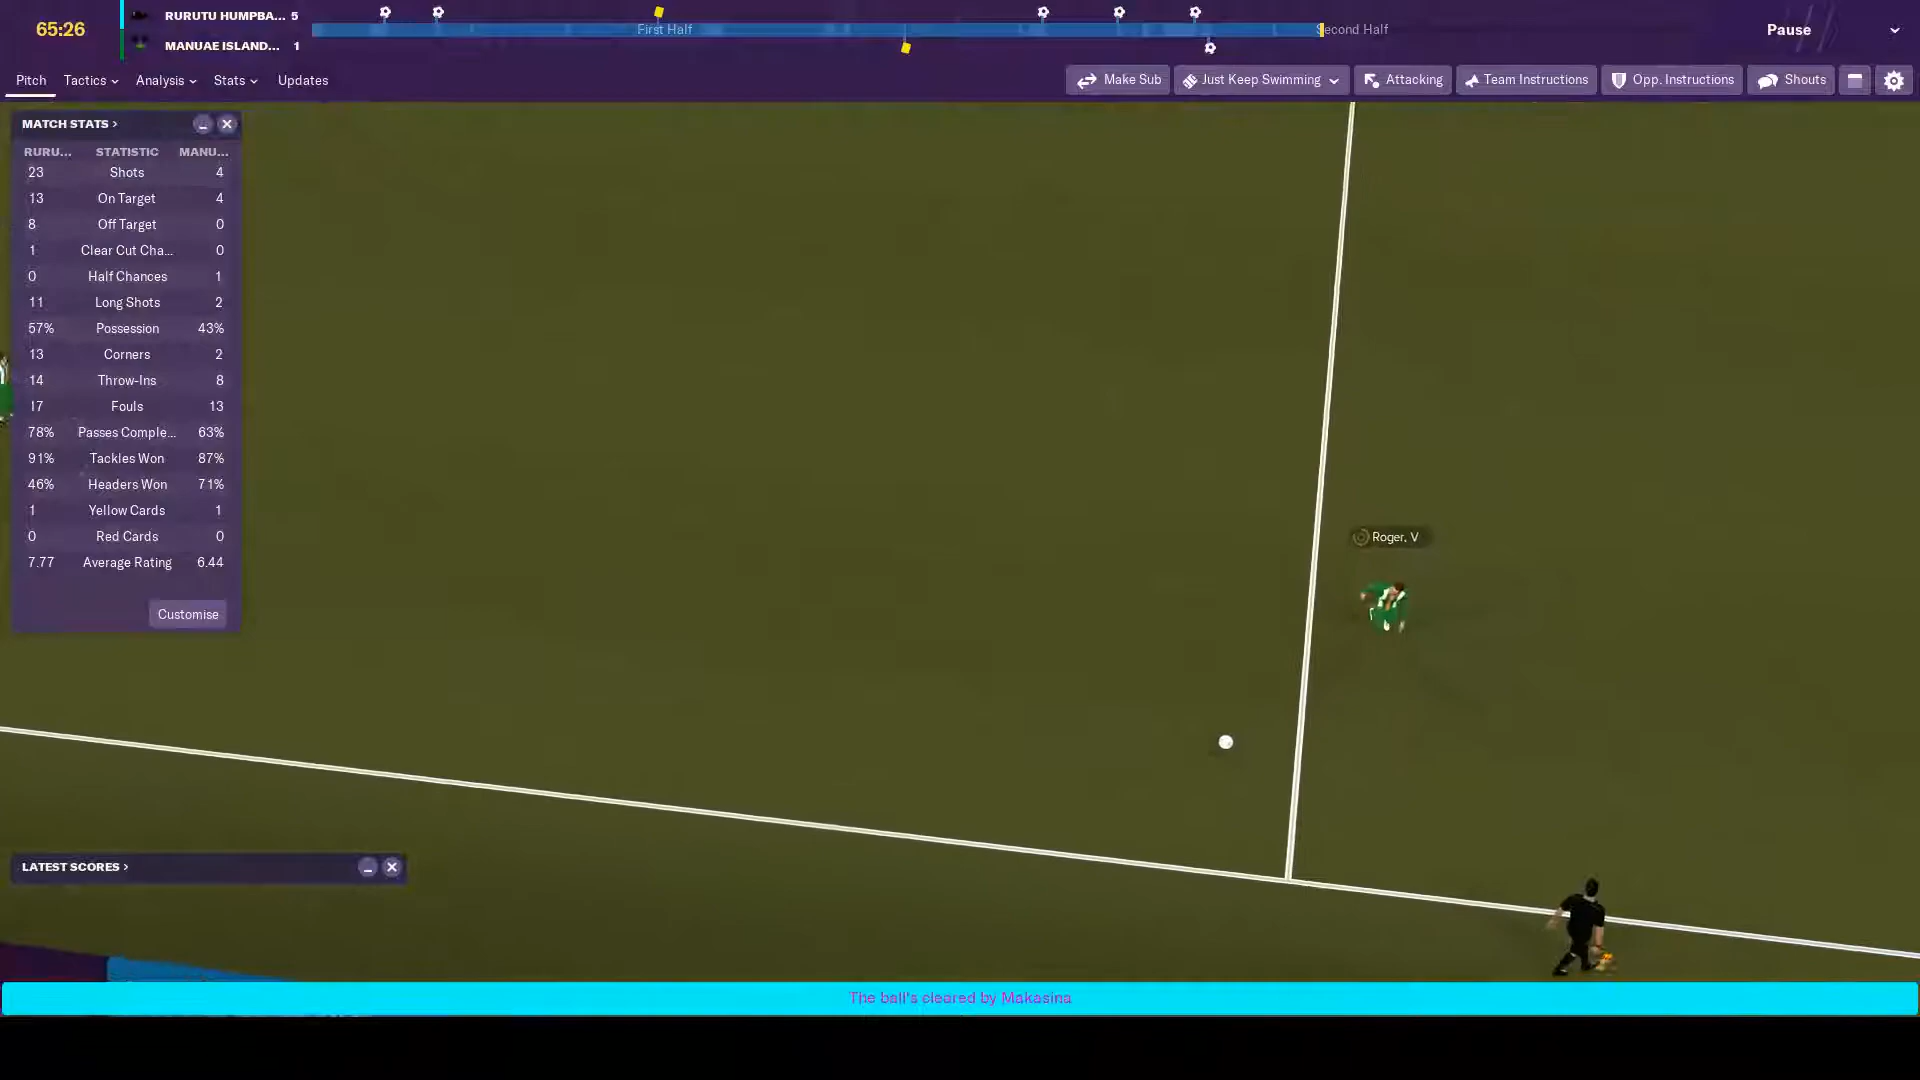 65:26
RURUTU HUMPBA... 5
MANUAE ISLAND... 1
First Half
Second Half
Pause
Pitch Tactics Analysis Stats Updates
Make Sub Just Keep Swimming Attacking Team Instructions Opp. Instructions Shouts
MATCH STATS >
RURU... STATISTIC MANU...
23 Shots 4
13 On Target 4
8 Off Target 0
1 Clear Cut Cha... 0
0 Half Chances 1
11 Long Shots 2
57% Possession 43%
13 Corners 2
14 Throw-Ins 8
17 Fouls 13
78% Passes Comple... 63%
91% Tackles Won 87%
46% Headers Won 71%
1 Yellow Cards 1
0 Red Cards 0
7.77 Average Rating 6.44
Customise
Roger, V
LATEST SCORES >
The ball's cleared by Makasina